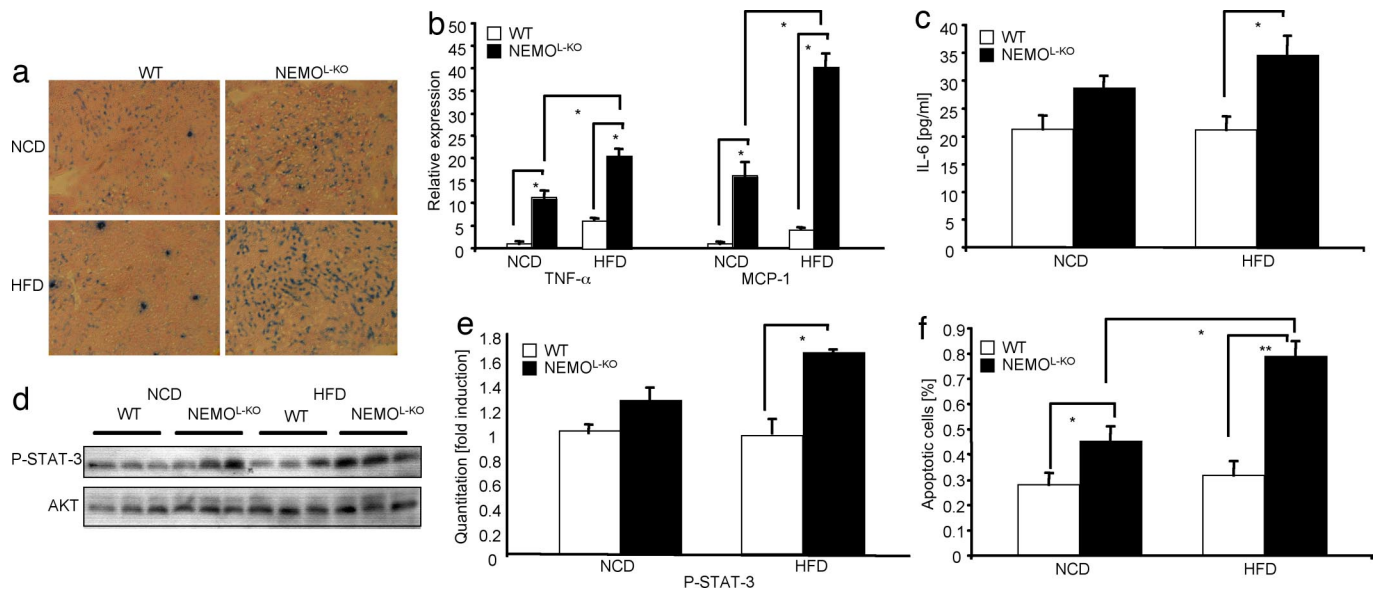 a
WT NEMO^L-KO
NCD
HFD
b
WT
NEMO^L-KO
Relative expression
50
45
40
35
30
25
20
15
10
5
0
* * * * * *
NCD HFD NCD HFD
TNF-α MCP-1
c
WT
NEMO^L-KO
IL-6 [pg/ml]
40
35
30
25
20
15
10
5
0
*
NCD HFD
d
NCD HFD
WT NEMO^L-KO WT NEMO^L-KO
P-STAT-3
AKT
e
WT
NEMO^L-KO
Quantitation [fold induction]
1.8
1.6
1.4
1.2
1
0.8
0.6
0.4
0.2
0
*
NCD HFD
P-STAT-3
f
WT
NEMO^L-KO
Apoptotic cells [%]
0.9
0.8
0.7
0.6
0.5
0.4
0.3
0.2
0.1
0
* * **
NCD HFD